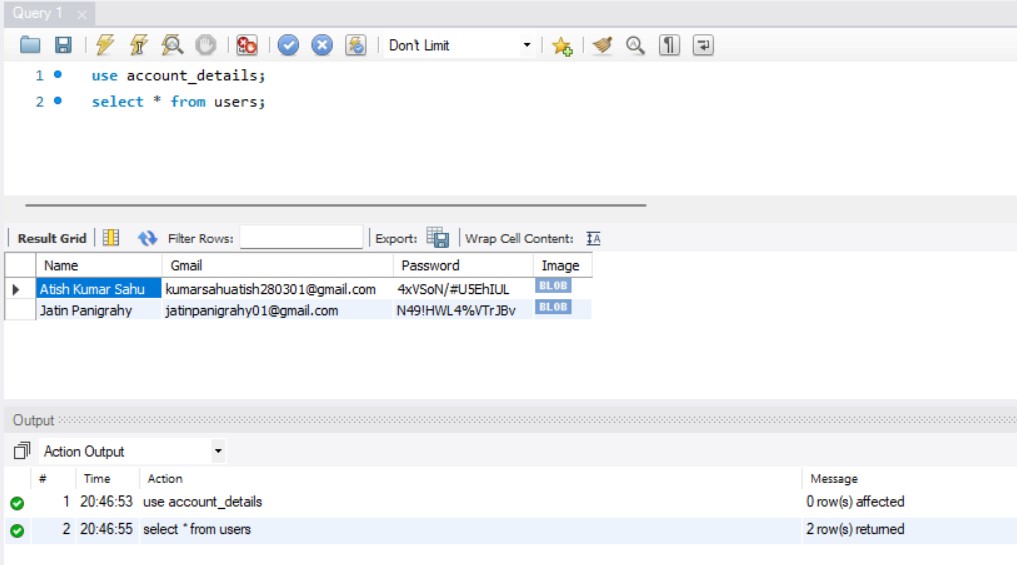 Query 1
Don't Limit
1 use account_details;
2 select * from users;
Result Grid Filter Rows: Export: Wrap Cell Content:
Name Gmail Password Image
Atish Kumar Sahu kumarsahuatish280301@gmail.com 4xVSoN/#U5EhIUL BLOB
Jatin Panigrahy jatinpanigrahy01@gmail.com N49!HWL4%VTrJBv BLOB
Output
Action Output
# Time Action Message
1 20:46:53 use account_details 0 row(s) affected
2 20:46:55 select * from users 2 row(s) returned